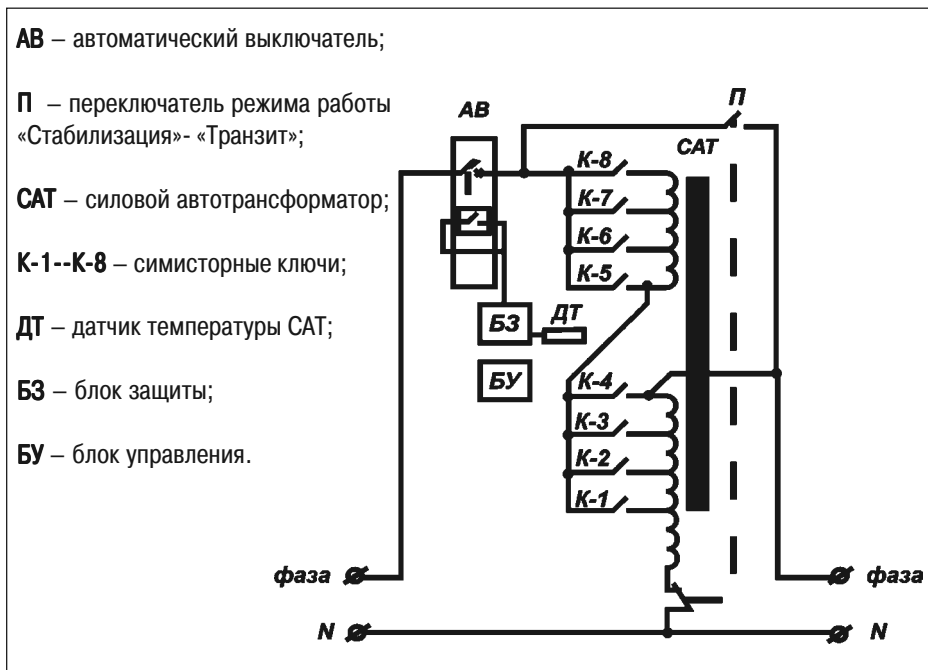 АВ – автоматический выключатель;
П – переключатель режима работы
«Стабилизация»- «Транзит»;
САТ – силовой автотрансформатор;
К-1--К-8 – симисторные ключи;
ДТ – датчик температуры САТ;
БЗ – блок защиты;
БУ – блок управления.
АВ
П
САТ
К-8
К-7
К-6
К-5
БЗ
ДТ
БУ
К-4
К-3
К-2
К-1
фаза
фаза
N
N